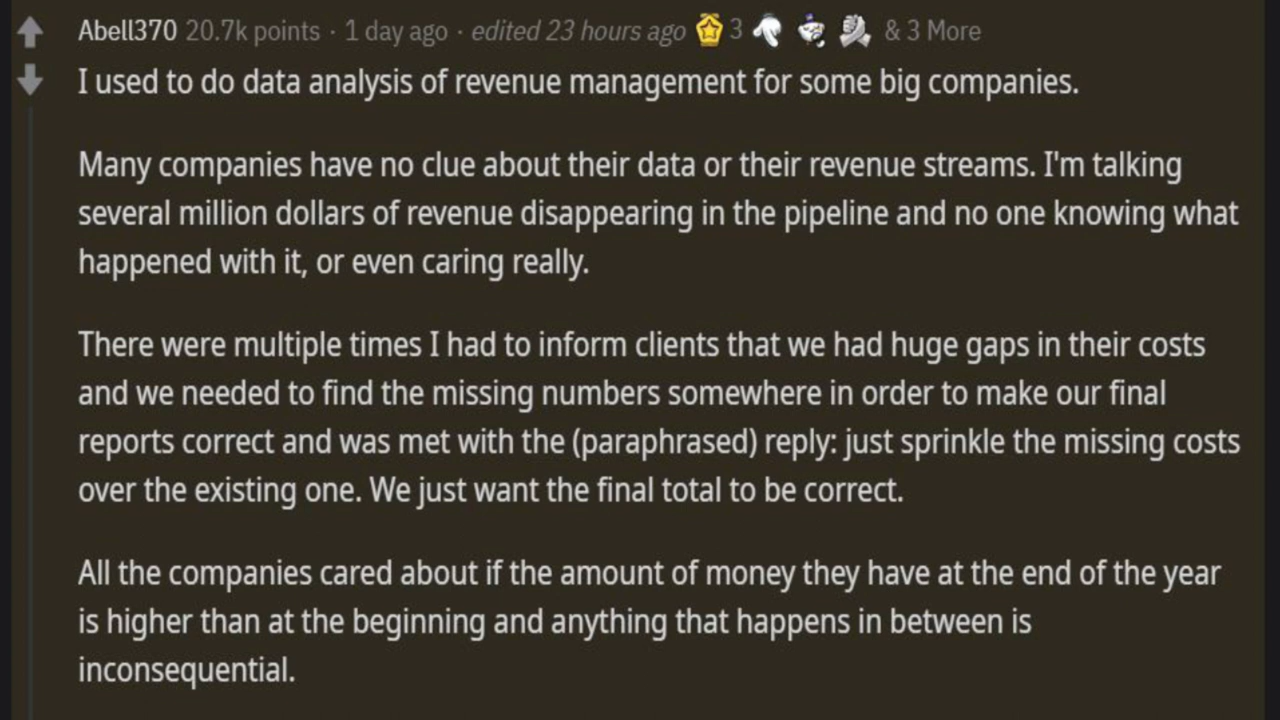 Abell370 20.7k points · 1 day ago · edited 23 hours ago 3 & 3 More
I used to do data analysis of revenue management for some big companies.
Many companies have no clue about their data or their revenue streams. I'm talking
several million dollars of revenue disappearing in the pipeline and no one knowing what
happened with it, or even caring really.
There were multiple times I had to inform clients that we had huge gaps in their costs
and we needed to find the missing numbers somewhere in order to make our final
reports correct and was met with the (paraphrased) reply: just sprinkle the missing costs
over the existing one. We just want the final total to be correct.
All the companies cared about if the amount of money they have at the end of the year
is higher than at the beginning and anything that happens in between is
inconsequential.